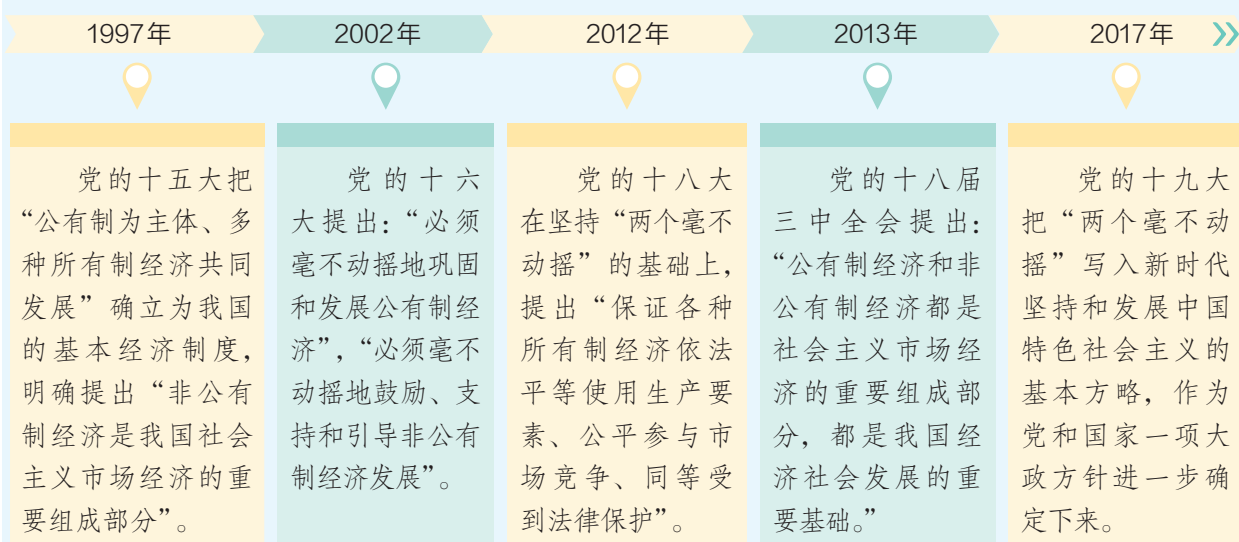 1997年
2002年
2012年
2013年
2017年
党的十五大把
“公有制为主体、多
种所有制经济共同
发展”确立为我国
的基本经济制度，
明确提出“非公有
制经济是我国社会
主义市场经济的重
要组成部分”。
党的十六
大提出：“必须
毫不动摇地巩固
和发展公有制经
济”，“必须毫不
动摇地鼓励、支
持和引导非公有
制经济发展”。
党的十八大
在坚持“两个毫不
动摇”的基础上，
提出“保证各种
所有制经济依法
平等使用生产要
素、公平参与市
场竞争、同等受
到法律保护”。
党的十八届
三中全会提出：
“公有制经济和非
公有制经济都是
社会主义市场经
济的重要组成部
分，都是我国经
济社会发展的重
要基础。”
党的十九大
把“两个毫不动
摇”写入新时代
坚持和发展中国
特色社会主义的
基本方略，作为
党和国家一项大
政方针进一步确
定下来。